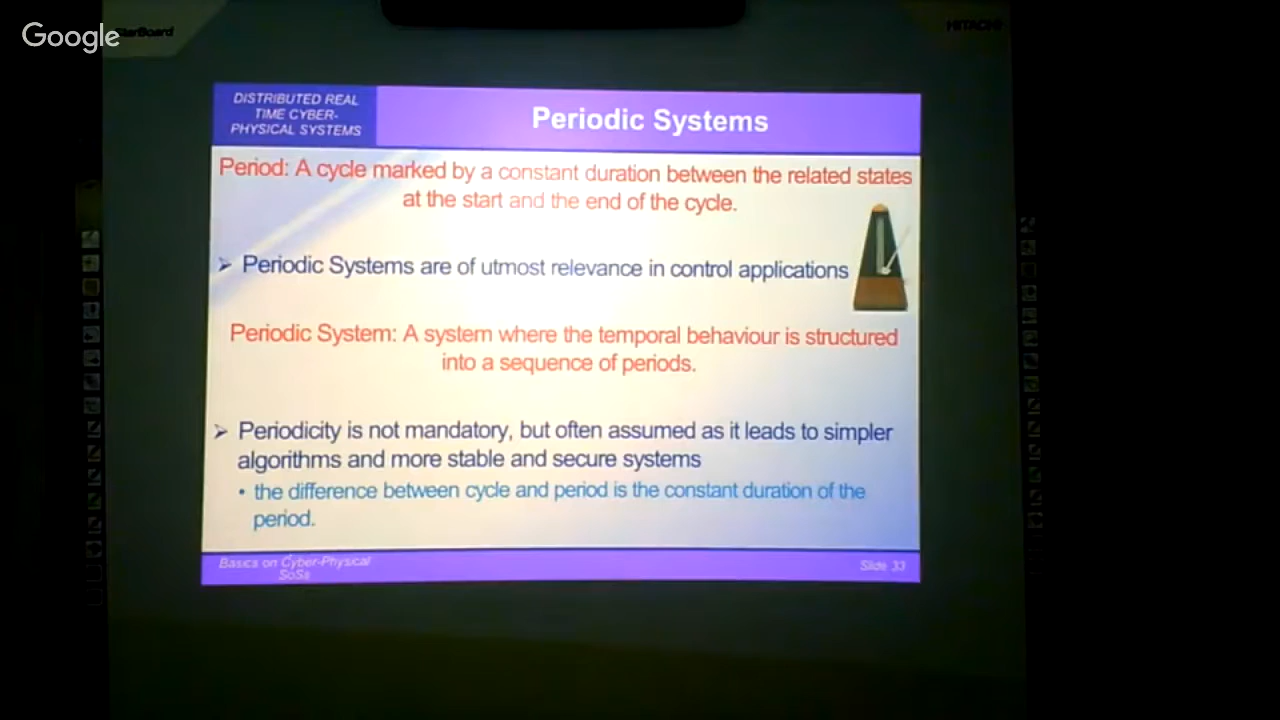 Google
StarBoard
HITACHI
DISTRIBUTED REAL
TIME CYBER-
PHYSICAL SYSTEMS
Periodic Systems
Period: A cycle marked by a constant duration between the related states
at the start and the end of the cycle.
➢ Periodic Systems are of utmost relevance in control applications
Periodic System: A system where the temporal behaviour is structured
into a sequence of periods.
➢ Periodicity is not mandatory, but often assumed as it leads to simpler
algorithms and more stable and secure systems
• the difference between cycle and period is the constant duration of the
period.
Basics on Cyber-Physical
SoSs
Slide 33